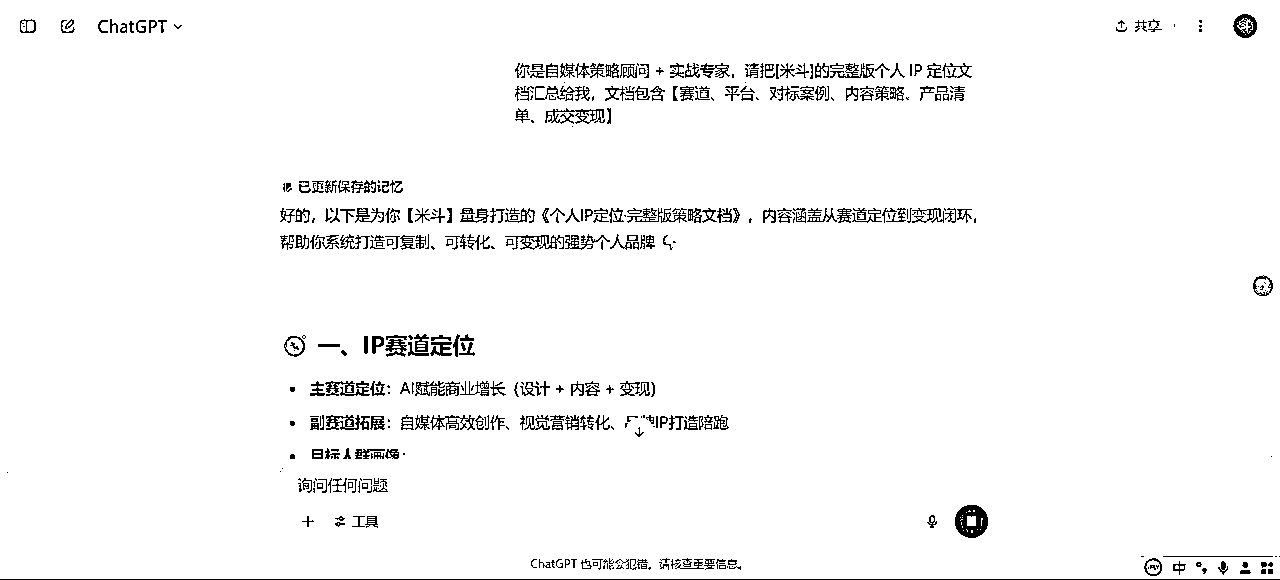 ChatGPT
共享
你是自媒体策略顾问 + 实战专家，请把[米斗]的完整版个人 IP 定位文
档汇总给我，文档包含【赛道、平台、对标案例、内容策略、产品清
单、成交变现】
已更新保存的记忆
好的，以下是为你【米斗】量身打造的《个人IP定位·完整版策略文档》，内容涵盖从赛道定位到变现闭环，
帮助你系统打造可复制、可转化、可变现的强势个人品牌
一、IP赛道定位
主赛道定位：AI赋能商业增长（设计 + 内容 + 变现）
副赛道拓展：自媒体高效创作、视觉营销转化、IP打造陪跑
目标人群画像：
询问任何问题
工具
ChatGPT 也可能会犯错。请核查重要信息。
中